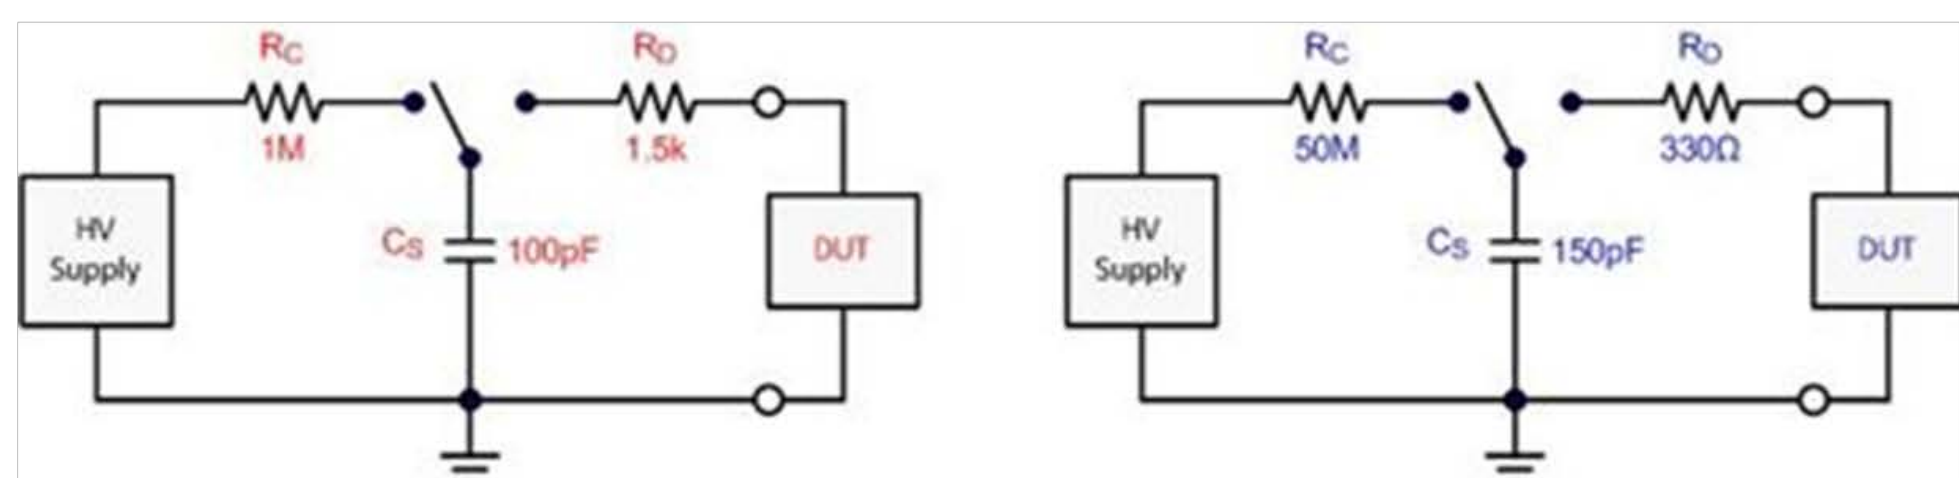 RC
RD
1M
1.5k
HV
Supply
CS
100pF
DUT
RC
RD
50M
330Ω
HV
Supply
CS
150pF
DUT